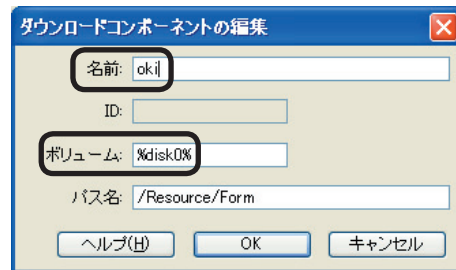 ダウンロードコンポーネントの編集
名前: oki
ID:
ボリューム: %disk0%
パス名: /Resource/Form
ヘルプ(H) OK キャンセル